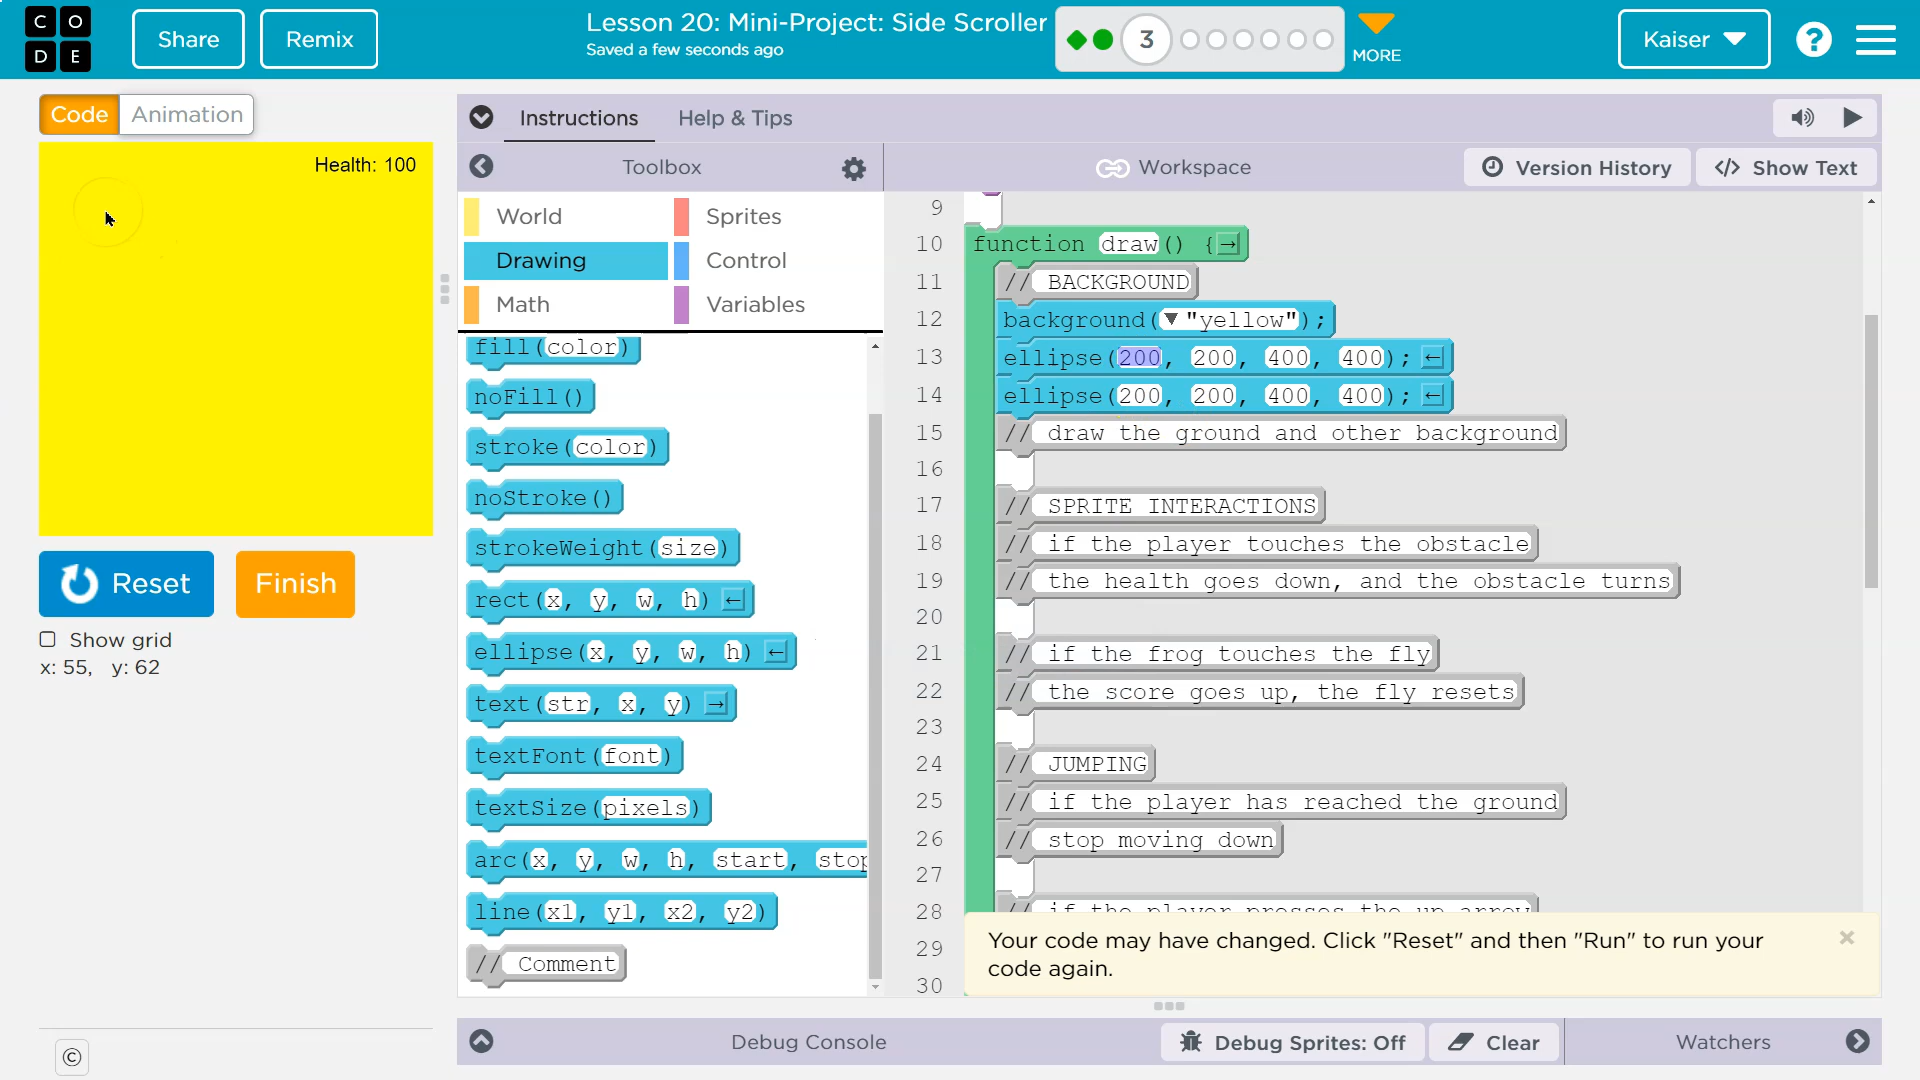 C O
D E
Share
Remix
Lesson 20: Mini-Project: Side Scroller
Saved a few seconds ago
3
MORE
Kaiser
?
Code
Animation
Health: 100
Reset
Finish
Show grid
x: 55, y: 62
©
Instructions
Help & Tips
Toolbox
World
Sprites
Drawing
Control
Math
Variables
fill(color)
noFill()
stroke(color)
noStroke()
strokeWeight(size)
rect(x, y, w, h) ←
ellipse(x, y, w, h) ←
text(str, x, y) →
textFont(font)
textSize(pixels)
arc(x, y, w, h, start, stop
line(x1, y1, x2, y2)
// Comment
Workspace
Version History
</> Show Text
9
10 function draw() { →
11 // BACKGROUND
12 background(▼"yellow");
13 ellipse(200, 200, 400, 400); ←
14 ellipse(200, 200, 400, 400); ←
15 // draw the ground and other background
16
17 // SPRITE INTERACTIONS
18 // if the player touches the obstacle
19 // the health goes down, and the obstacle turns
20
21 // if the frog touches the fly
22 // the score goes up, the fly resets
23
24 // JUMPING
25 // if the player has reached the ground
26 // stop moving down
27
28 // if the player presses the up arrow
29
30
Your code may have changed. Click "Reset" and then "Run" to run your
code again.
×
Debug Console
Debug Sprites: Off
Clear
Watchers